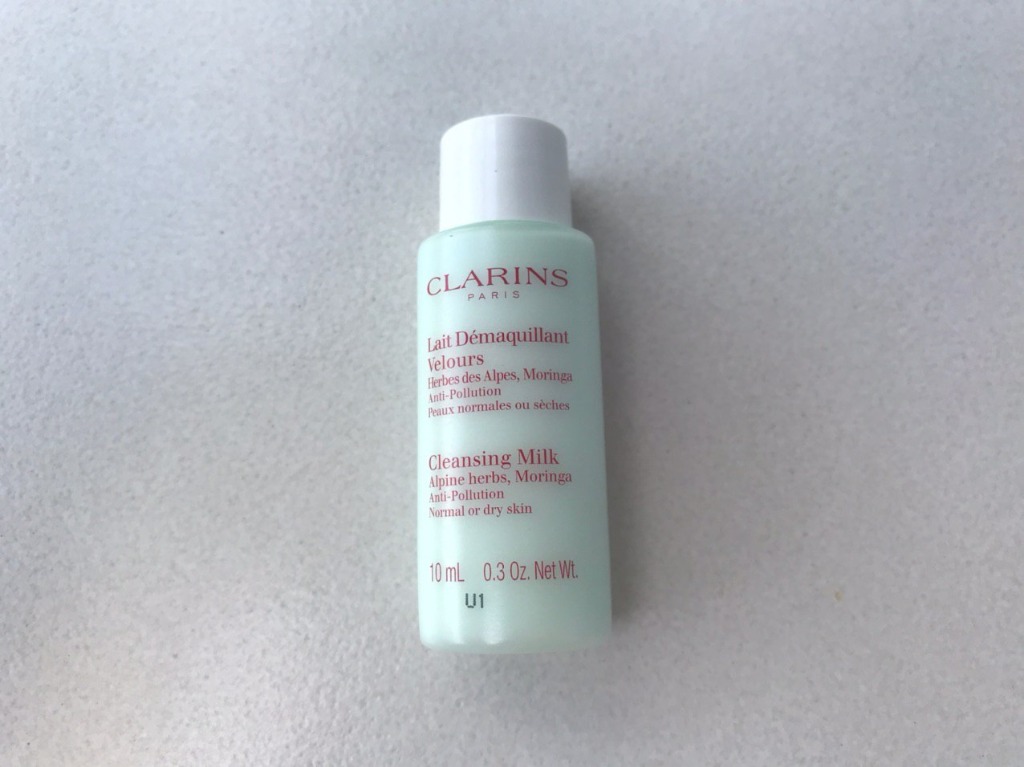 CLARINS
PARIS
Lait Démaquillant
Velours
Herbes des Alpes, Moringa
Anti-Pollution
Peaux normales ou sèches
Cleansing Milk
Alpine herbs, Moringa
Anti-Pollution
Normal or dry skin
10 mL 0.3 Oz. Net Wt.
U1